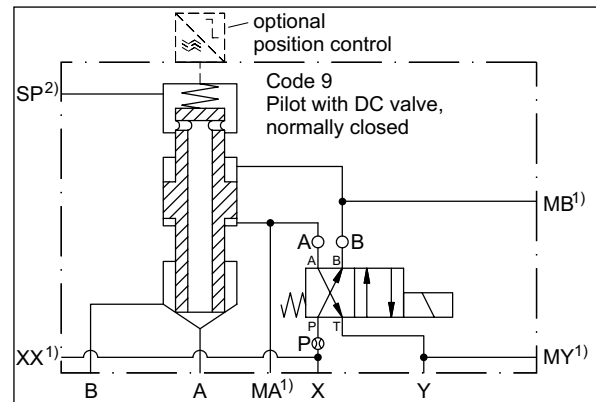 optional
position control
SP2)
Code 9
Pilot with DC valve,
normally closed
MB1)
A B
A B
P T
P
XX1)
MY1)
B A MA1) X Y